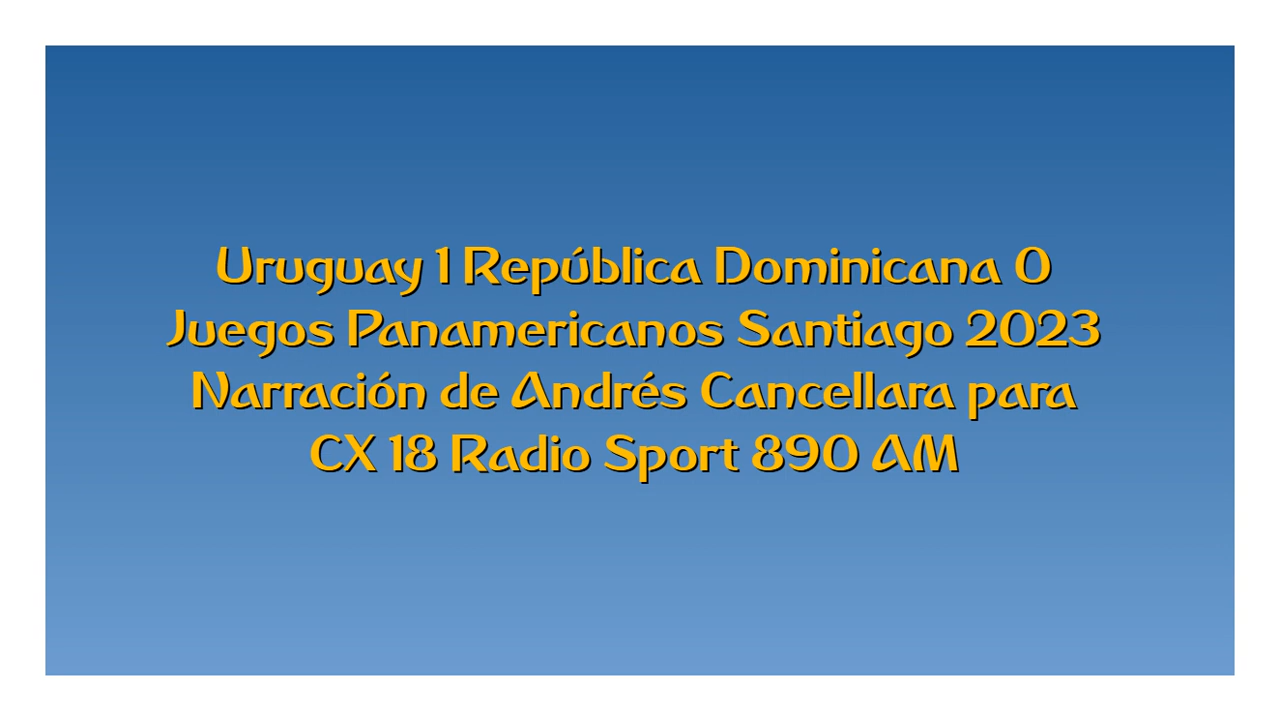 Uruguay 1 República Dominicana 0
Juegos Panamericanos Santiago 2023
Narración de Andrés Cancellara para
CX 18 Radio Sport 890 AM